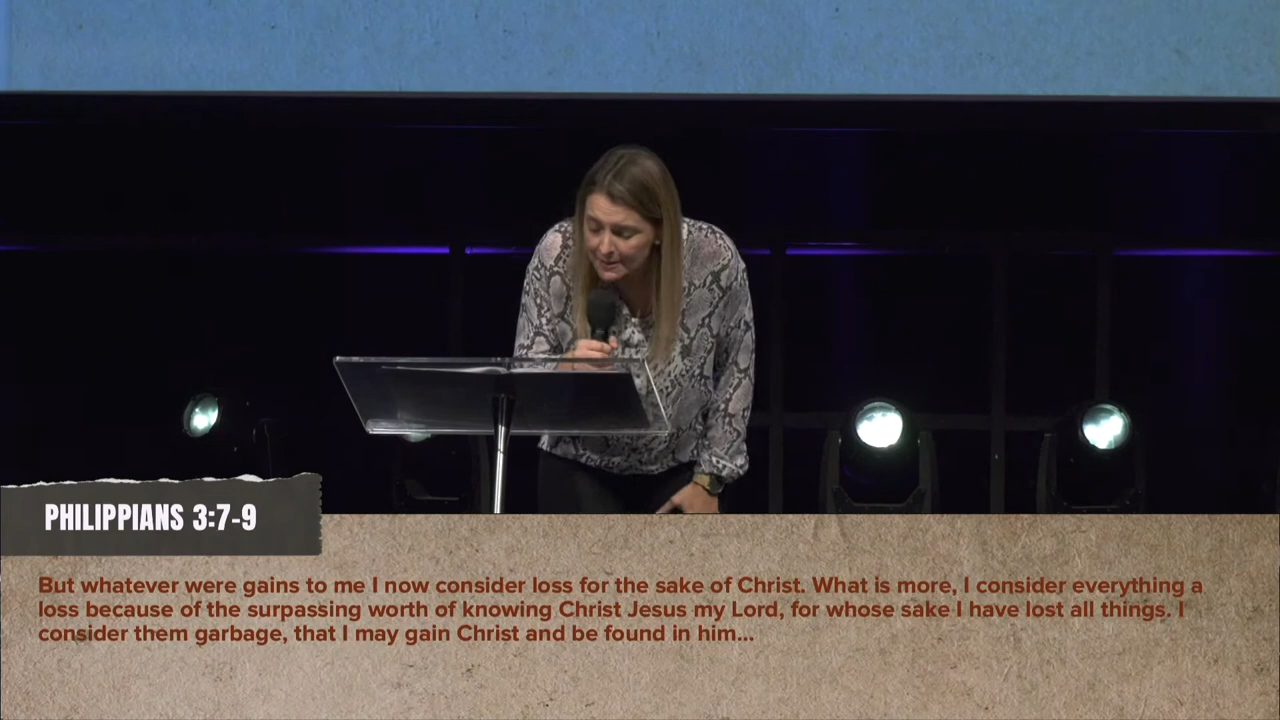 PHILIPPIANS 3:7-9
But whatever were gains to me I now consider loss for the sake of Christ. What is more, I consider everything a
loss because of the surpassing worth of knowing Christ Jesus my Lord, for whose sake I have lost all things. I
consider them garbage, that I may gain Christ and be found in him...